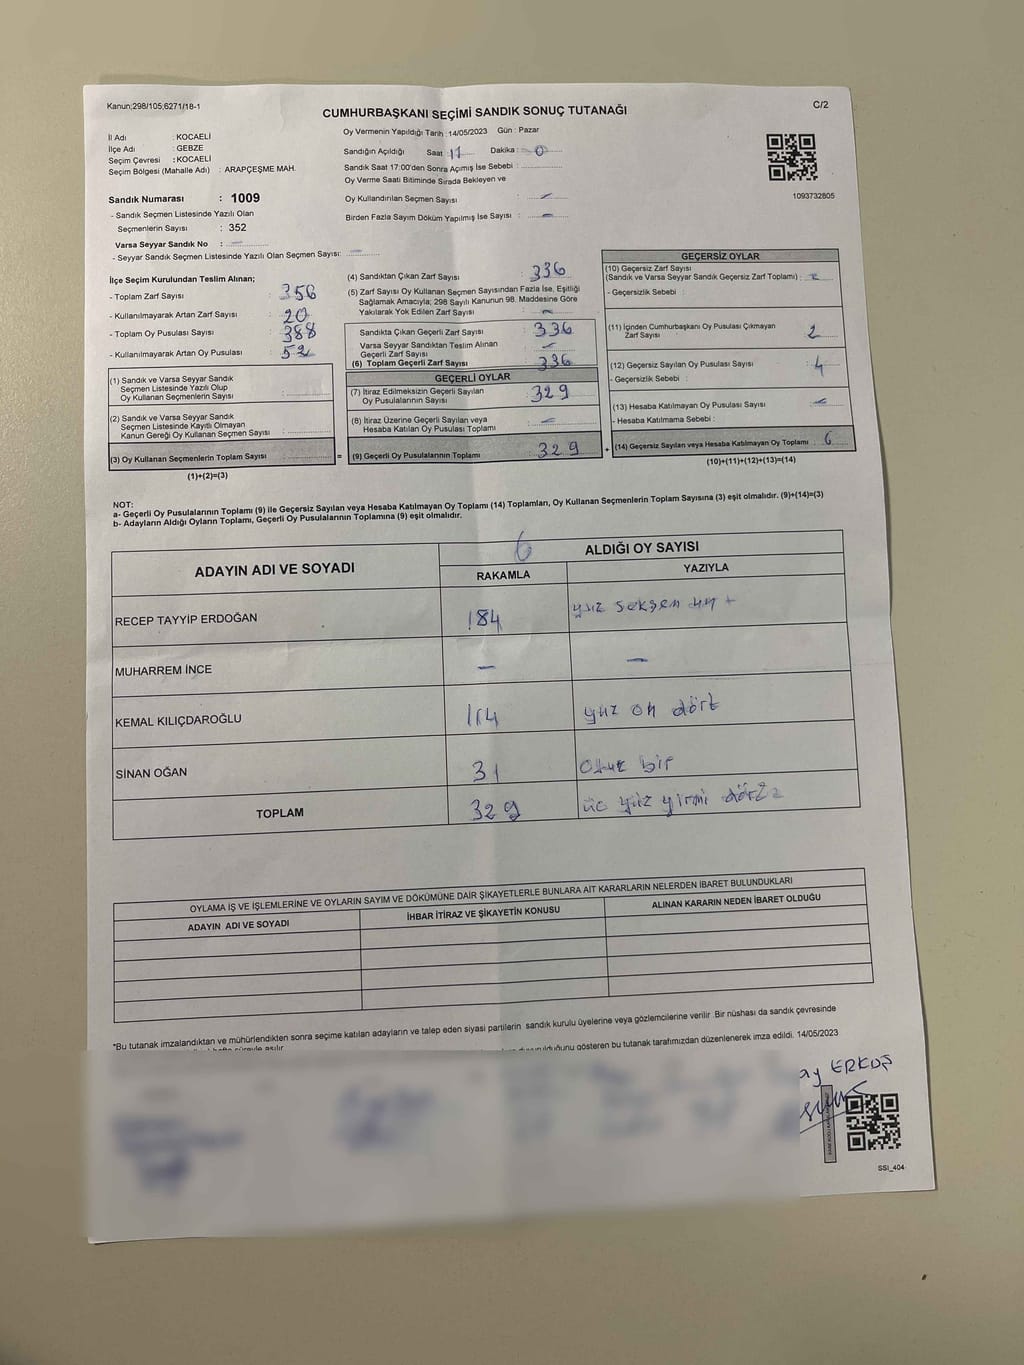 Kanun;298/105,6271/18-1
C/2
CUMHURBAŞKANI SEÇİMİ SANDIK SONUÇ TUTANAĞI
İl Adı : KOCAELİ
İlçe Adı : GEBZE
Seçim Çevresi : KOCAELİ
Seçim Bölgesi (Mahalle Adı) : ARAPÇEŞME MAH.
Oy Vermenin Yapıldığı Tarih : 14/05/2023 Gün : Pazar
Sandığın Açıldığı Saat 17 Dakika : 0
Sandık Saat 17:00'den Sonra Açımış İse Sebebi :
Oy Verme Saati Bitiminde Sırada Bekleyen ve
Oy Kullandırılan Seçmen Sayısı : -
Birden Fazla Sayım Döküm Yapılmış İse Sayısı : -
1093732805
Sandık Numarası : 1009
- Sandık Seçmen Listesinde Yazılı Olan
Seçmenlerin Sayısı : 352
Varsa Seyyar Sandık No : -
- Seyyar Sandık Seçmen Listesinde Yazılı Olan Seçmen Sayısı: -
İlçe Seçim Kurulundan Teslim Alınan;
- Toplam Zarf Sayısı : 356
- Kullanılmayarak Artan Zarf Sayısı : 20
- Toplam Oy Pusulası Sayısı : 388
- Kullanılmayarak Artan Oy Pusulası : 52
(1) Sandık ve Varsa Seyyar Sandık
Seçmen Listesinde Yazılı Olup
Oy Kullanan Seçmenlerin Sayısı :
(2) Sandık ve Varsa Seyyar Sandık
Seçmen Listesinde Kayıtlı Olmayan
Kanun Gereği Oy Kullanan Seçmen Sayısı :
(3) Oy Kullanan Seçmenlerin Toplam Sayısı :
(1)+(2)=(3)
(4) Sandıktan Çıkan Zarf Sayısı : 336
(5) Zarf Sayısı Oy Kullanan Seçmen Sayısından Fazla İse, Eşitliği
Sağlamak Amacıyla; 298 Sayılı Kanunun 98. Maddesine Göre
Yakılarak Yok Edilen Zarf Sayısı : -
Sandıkta Çıkan Geçerli Zarf Sayısı : 336
Varsa Seyyar Sandıktan Teslim Alınan
Geçerli Zarf Sayısı : -
(6) Toplam Geçerli Zarf Sayısı : 336
GEÇERLİ OYLAR
(7) İtiraz Edilmeksizin Geçerli Sayılan
Oy Pusulalarının Sayısı : 329
(8) İtiraz Üzerine Geçerli Sayılan veya
Hesaba Katılan Oy Pusulası Toplamı : -
= (9) Geçerli Oy Pusulalarının Toplamı : 329
GEÇERSİZ OYLAR
(10) Geçersiz Zarf Sayısı
(Sandık ve Varsa Seyyar Sandık Geçersiz Zarf Toplamı) :
- Geçersizlik Sebebi :
(11) İçinden Cumhurbaşkanı Oy Pusulası Çıkmayan
Zarf Sayısı : 2
(12) Geçersiz Sayılan Oy Pusulası Sayısı : 4
- Geçersizlik Sebebi :
(13) Hesaba Katılmayan Oy Pusulası Sayısı : -
- Hesaba Katılmama Sebebi :
+ (14) Geçersiz Sayılan veya Hesaba Katılmayan Oy Toplamı : 6
(10)+(11)+(12)+(13)=(14)
NOT:
a- Geçerli Oy Pusulalarının Toplamı (9) ile Geçersiz Sayılan veya Hesaba Katılmayan Oy Toplamı (14) Toplamları, Oy Kullanan Seçmenlerin Toplam Sayısına (3) eşit olmalıdır. (9)+(14)=(3)
b- Adayların Aldığı Oyların Toplamı, Geçerli Oy Pusulalarının Toplamına (9) eşit olmalıdır.
6
ADAYIN ADI VE SOYADI ALDIĞI OY SAYISI
RAKAMLA YAZIYLA
RECEP TAYYİP ERDOĞAN 184 yüz seksen
MUHARREM İNCE - -
KEMAL KILIÇDAROĞLU 114 yüz on dört
SİNAN OĞAN 31 otuz bir
TOPLAM 329 üc yüz yirmi
OYLAMA İŞ VE İŞLEMLERİNE VE OYLARIN SAYIM VE DÖKÜMÜNE DAİR ŞİKAYETLERLE BUNLARA AİT KARARLARIN NELERDEN İBARET BULUNDUKLARI
ADAYIN ADI VE SOYADI İHBAR İTİRAZ VE ŞİKAYETİN KONUSU ALINAN KARARIN NEDEN İBARET OLDUĞU
*Bu tutanak imzalandıktan ve mühürlendikten sonra seçime katılan adayların ve talep eden siyasi partilerin sandık kurulu üyelerine veya gözlemcilerine verilir. Bir nüshası da sandık çevresinde
gösteren bu tutanak tarafımızdan düzenlenerek imza edildi. 14/05/2023
ay ERKUŞ
SSI_404